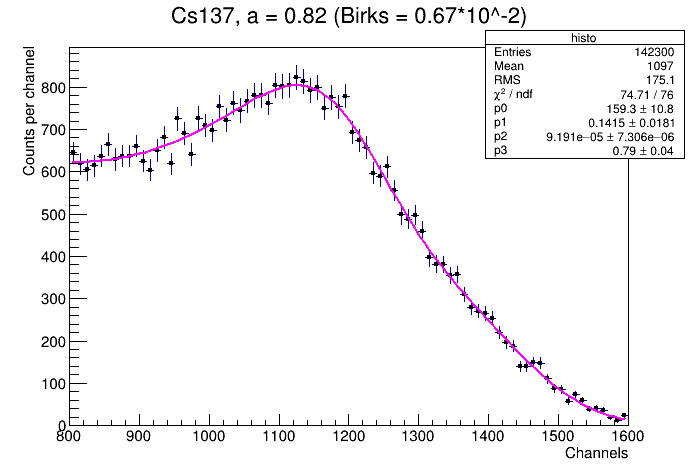 Cs137, a = 0.82 (Birks = 0.67*10^-2)
histo
Entries 142300
Mean 1097
RMS 175.1
χ² / ndf 74.71 / 76
p0 159.3 ± 10.8
p1 0.1415 ± 0.0181
p2 9.191e−05 ± 7.306e−06
p3 0.79 ± 0.04
Counts per channel
800
700
600
500
400
300
200
100
0
800 900 1000 1100 1200 1300 1400 1500 1600
Channels